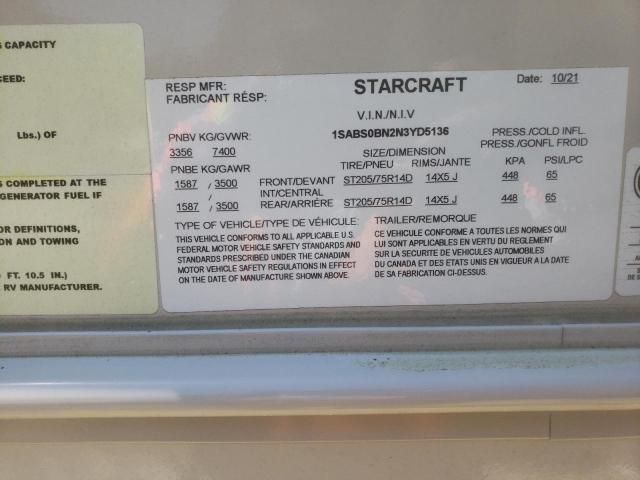 CAPACITY
CEED:
Lbs.) OF
IS COMPLETED AT THE
GENERATOR FUEL IF
OR DEFINITIONS,
ION AND TOWING
FT. 10.5 IN.)
RV MANUFACTURER.
RESP MFR: STARCRAFT Date: 10/21
FABRICANT RÉSP:
V.I.N./N.I.V
PNBV KG/GVWR: 1SABS0BN2N3YD5136 PRESS./COLD INFL.
3356 7400 SIZE/DIMENSION PRESS./GONFL FROID
PNBE KG/GAWR TIRE/PNEU RIMS/JANTE KPA PSI/LPC
1587 / 3500 FRONT/DEVANT ST205/75R14D 14X5 J 448 65
INT/CENTRAL
1587 / 3500 REAR/ARRIÈRE ST205/75R14D 14X5 J 448 65
TYPE OF VEHICLE/TYPE DE VÉHICULE: TRAILER/REMORQUE
THIS VEHICLE CONFORMS TO ALL APPLICABLE U.S. CE VÉHICULE CONFORME A TOUTES LES NORMES QUI
FEDERAL MOTOR VEHICLE SAFETY STANDARDS AND LUI SONT APPLICABLES EN VERTU DU REGLEMENT
STANDARDS PRESCRIBED UNDER THE CANADIAN SUR LA SECURITE DE VEHICULES AUTOMOBILES
MOTOR VEHICLE SAFETY REGULATIONS IN EFFECT DU CANADA ET DES ETATS UNIS EN VIGUEUR A LA DATE
ON THE DATE OF MANUFACTURE SHOWN ABOVE. DE SA FABRICATION CI-DESSUS.